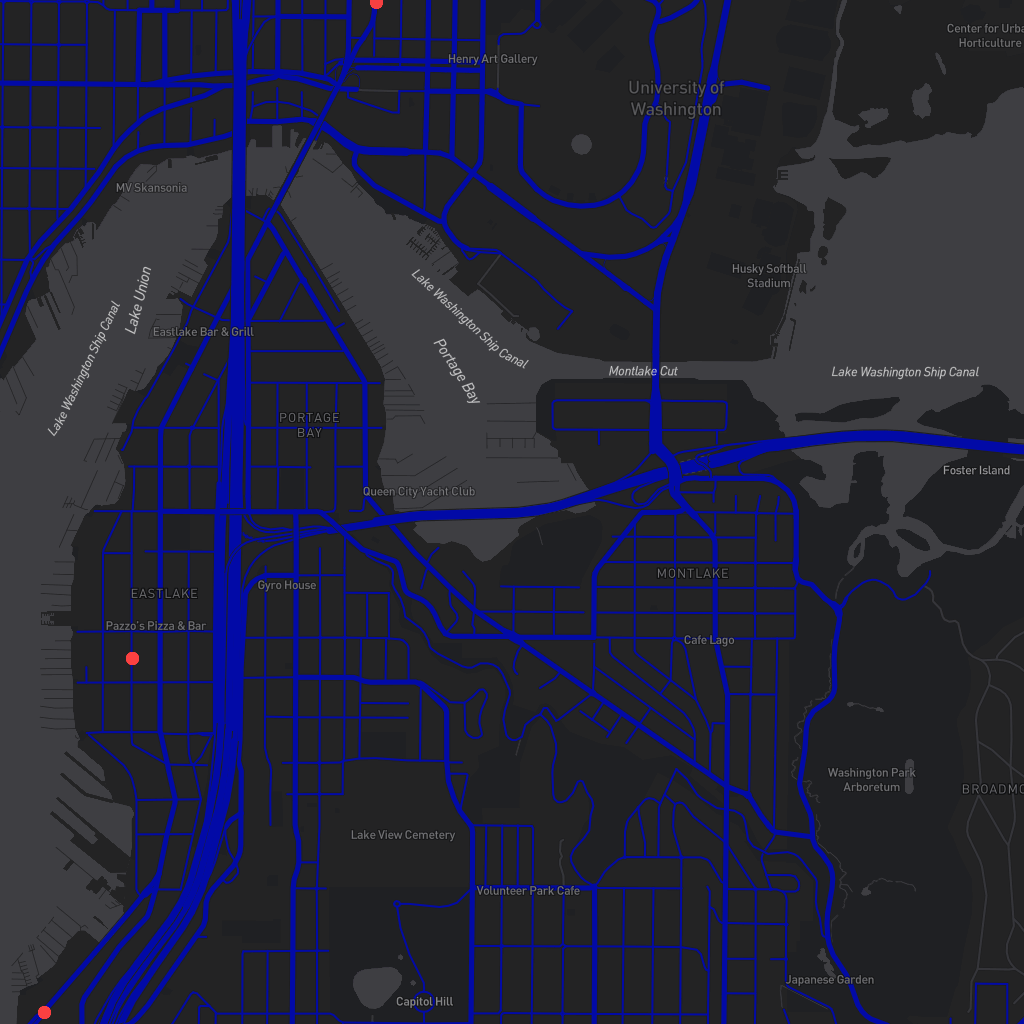 Center for Urba
Horticulture
Henry Art Gallery
University of
Washington
MV Skansonia
Husky Softball
Stadium
Lake Union
Lake Washington Ship Canal
Lake Washington Ship Canal
Eastlake Bar & Grill
Portage Bay
Montlake Cut
Lake Washington Ship Canal
PORTAGE
BAY
Foster Island
Queen City Yacht Club
MONTLAKE
Gyro House
EASTLAKE
Pazzo's Pizza & Bar
Cafe Lago
Washington Park
Arboretum
BROADMO
Lake View Cemetery
Volunteer Park Cafe
Japanese Garden
Capitol Hill